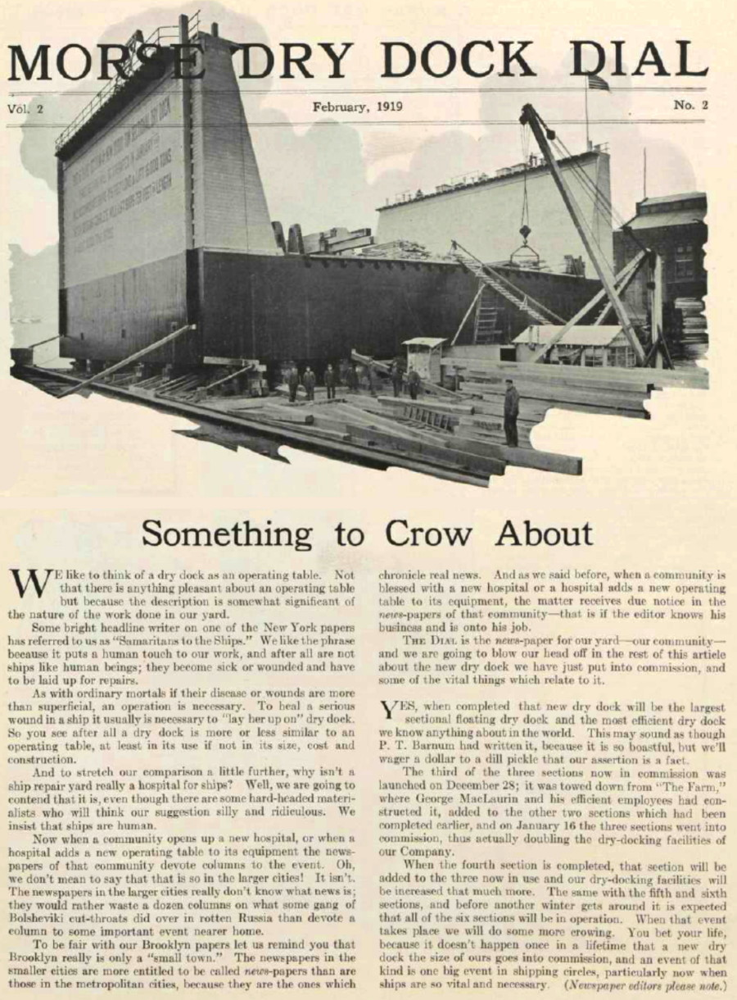 MORSE DRY DOCK DIAL
Vol. 2
February, 1919
No. 2
Something to Crow About
WE like to think of a dry dock as an operating table. Not
that there is anything pleasant about an operating table
but because the description is somewhat significant of
the nature of the work done in our yard.
Some bright headline writer on one of the New York papers
has referred to us as "Samaritans to the Ships." We like the phrase
because it puts a human touch to our work, and after all are not
ships like human beings; they become sick or wounded and have
to be laid up for repairs.
As with ordinary mortals if their disease or wounds are more
than superficial, an operation is necessary. To heal a serious
wound in a ship it usually is necessary to "lay her up on" dry dock.
So you see after all a dry dock is more or less similar to an
operating table, at least in its use if not in its size, cost and
construction.
And to stretch our comparison a little further, why isn't a
ship repair yard really a hospital for ships? Well, we are going to
contend that it is, even though there are some hard-headed materi-
alists who will think our suggestion silly and ridiculous. We
insist that ships are human.
Now when a community opens up a new hospital, or when a
hospital adds a new operating table to its equipment the news-
papers of that community devote columns to the event. Oh,
we don't mean to say that that is so in the larger cities! It isn't.
The newspapers in the larger cities really don't know what news is;
they would rather waste a dozen columns on what some gang of
Bolsheviki cut-throats did over in rotten Russia than devote a
column to some important event nearer home.
To be fair with our Brooklyn papers let us remind you that
Brooklyn really is only a "small town." The newspapers in the
smaller cities are more entitled to be called news-papers than are
those in the metropolitan cities, because they are the ones which
chronicle real news. And as we said before, when a community is
blessed with a new hospital or a hospital adds a new operating
table to its equipment, the matter receives due notice in the
news-papers of that community—that is if the editor knows his
business and is onto his job.
THE DIAL is the news-paper for our yard—our community—
and we are going to blow our head off in the rest of this article
about the new dry dock we have just put into commission, and
some of the vital things which relate to it.
YES, when completed that new dry dock will be the largest
sectional floating dry dock and the most efficient dry dock
we know anything about in the world. This may sound as though
P. T. Barnum had written it, because it is so boastful, but we'll
wager a dollar to a dill pickle that our assertion is a fact.
The third of the three sections now in commission was
launched on December 28; it was towed down from "The Farm,"
where George MacLaurin and his efficient employees had con-
structed it, added to the other two sections which had been
completed earlier, and on January 16 the three sections went into
commission, thus actually doubling the dry-docking facilities of
our Company.
When the fourth section is completed, that section will be
added to the three now in use and our dry-docking facilities will
be increased that much more. The same with the fifth and sixth
sections, and before another winter gets around it is expected
that all of the six sections will be in operation. When that event
takes place we will do some more crowing. You bet your life,
because it doesn't happen once in a lifetime that a new dry
dock the size of ours goes into commission, and an event of that
kind is one big event in shipping circles, particularly now when
ships are so vital and necessary. (Newspaper editors please note.)